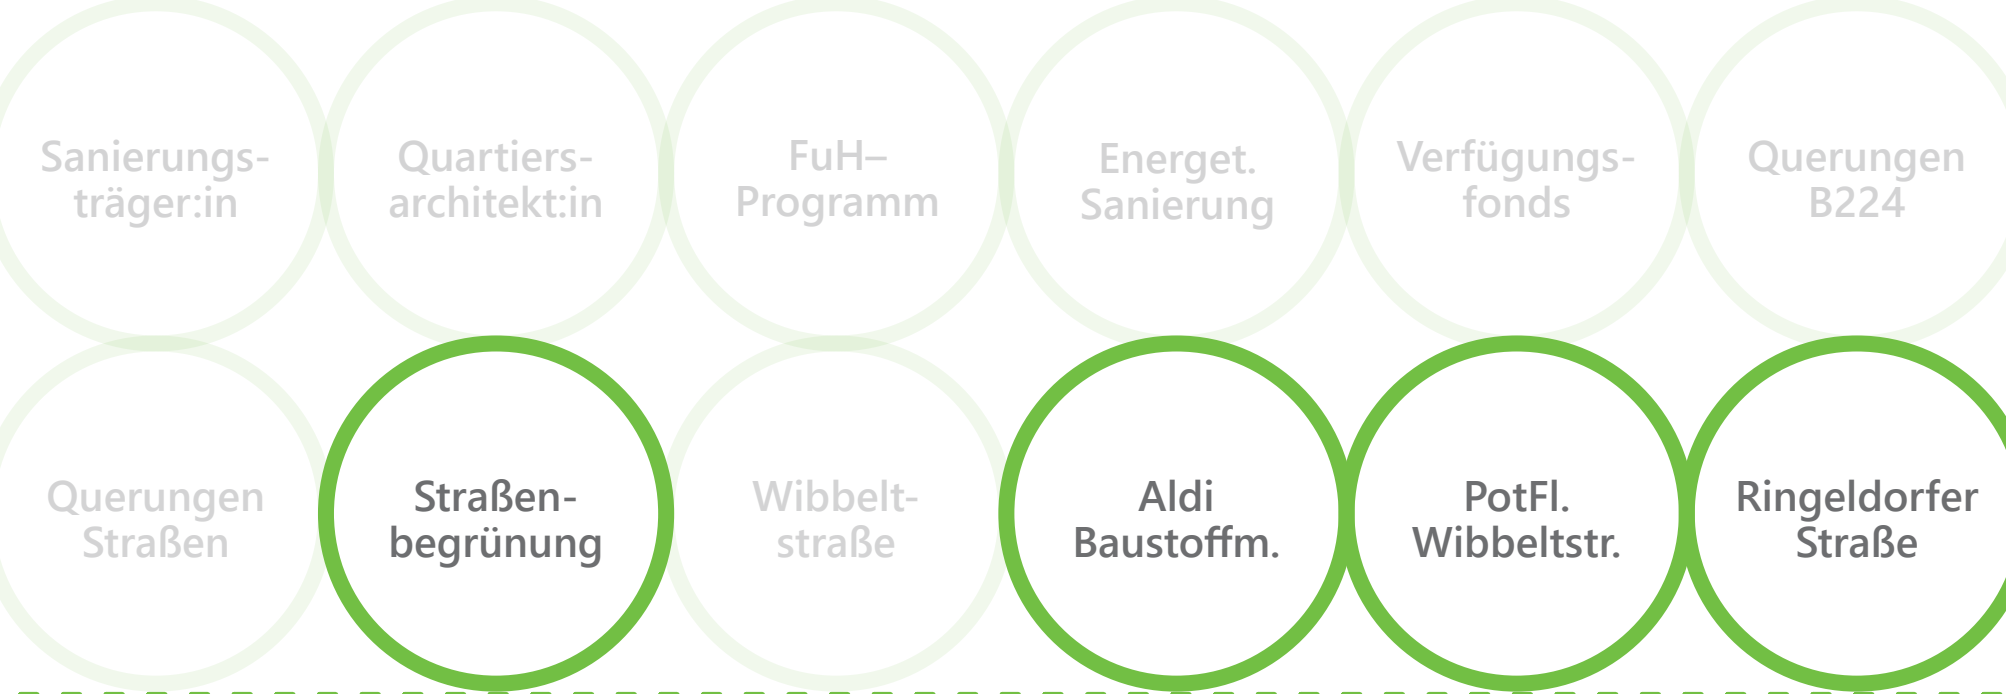 Sanierungs-
träger:in
Quartiers-
architekt:in
FuH–
Programm
Energet.
Sanierung
Verfügungs-
fonds
Querungen
B224
Querungen
Straßen
Straßen-
begrünung
Wibbelt-
straße
Aldi
Baustoffm.
PotFl.
Wibbeltstr.
Ringeldorfer
Straße